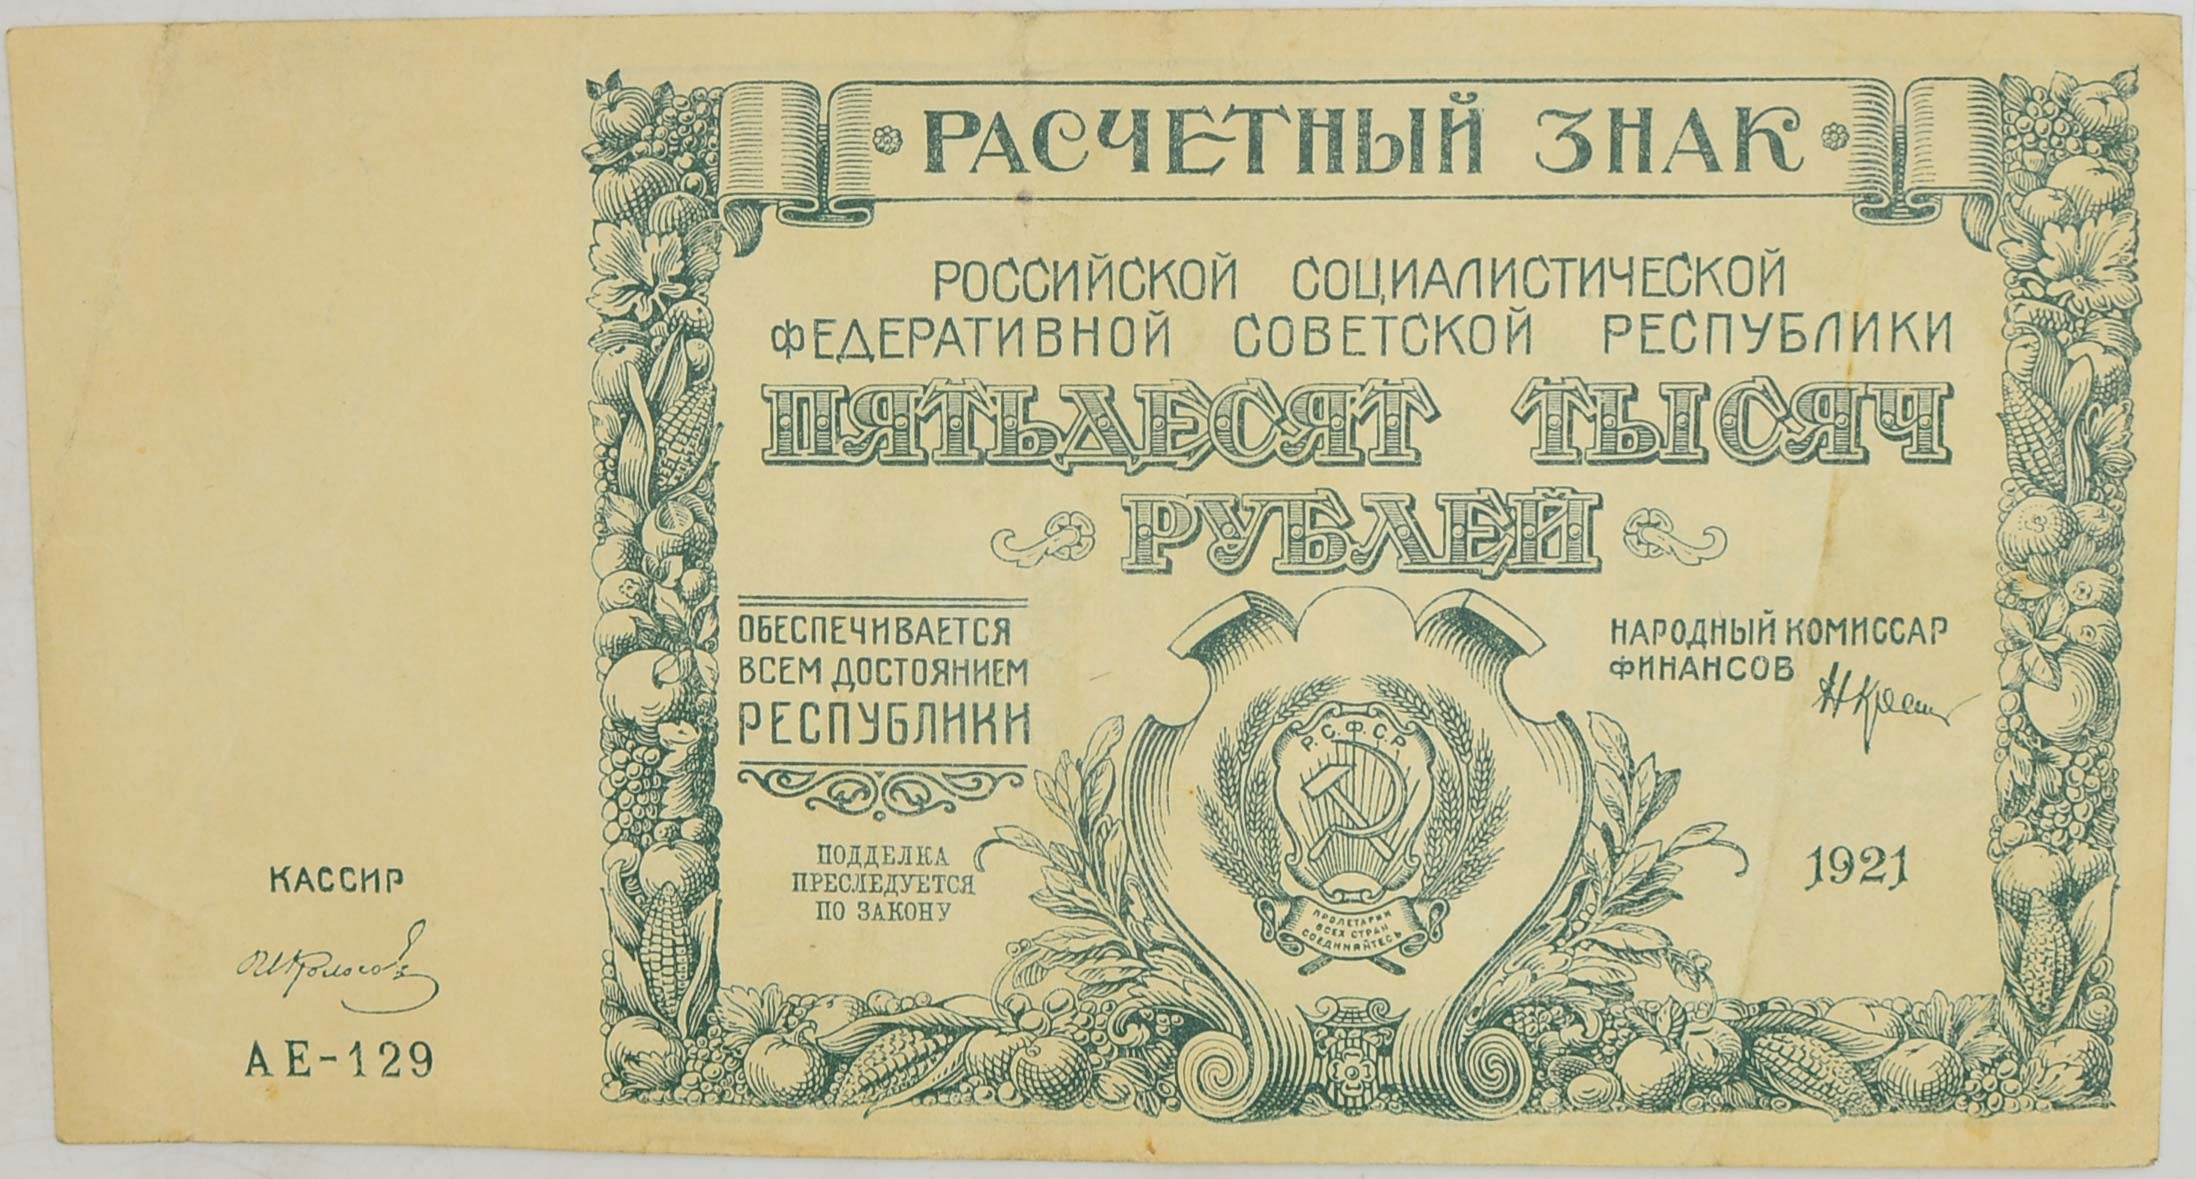 РАСЧЕТНЫЙ ЗНАК
РОССИЙСКОЙ СОЦИАЛИСТИЧЕСКОЙ
ФЕДЕРАТИВНОЙ СОВЕТСКОЙ РЕСПУБЛИКИ
ПЯТЬДЕСЯТ ТЫСЯЧ
РУБЛЕЙ
ОБЕСПЕЧИВАЕТСЯ
ВСЕМ ДОСТОЯНИЕМ
РЕСПУБЛИКИ
ПОДДЕЛКА
ПРЕСЛЕДУЕТСЯ
ПО ЗАКОНУ
Р.С.Ф.С.Р.
ПРОЛЕТАРИИ
ВСЕХ СТРАН
СОЕДИНЯЙТЕСЬ
НАРОДНЫЙ КОМИССАР
ФИНАНСОВ
1921
КАССИР
АЕ-129